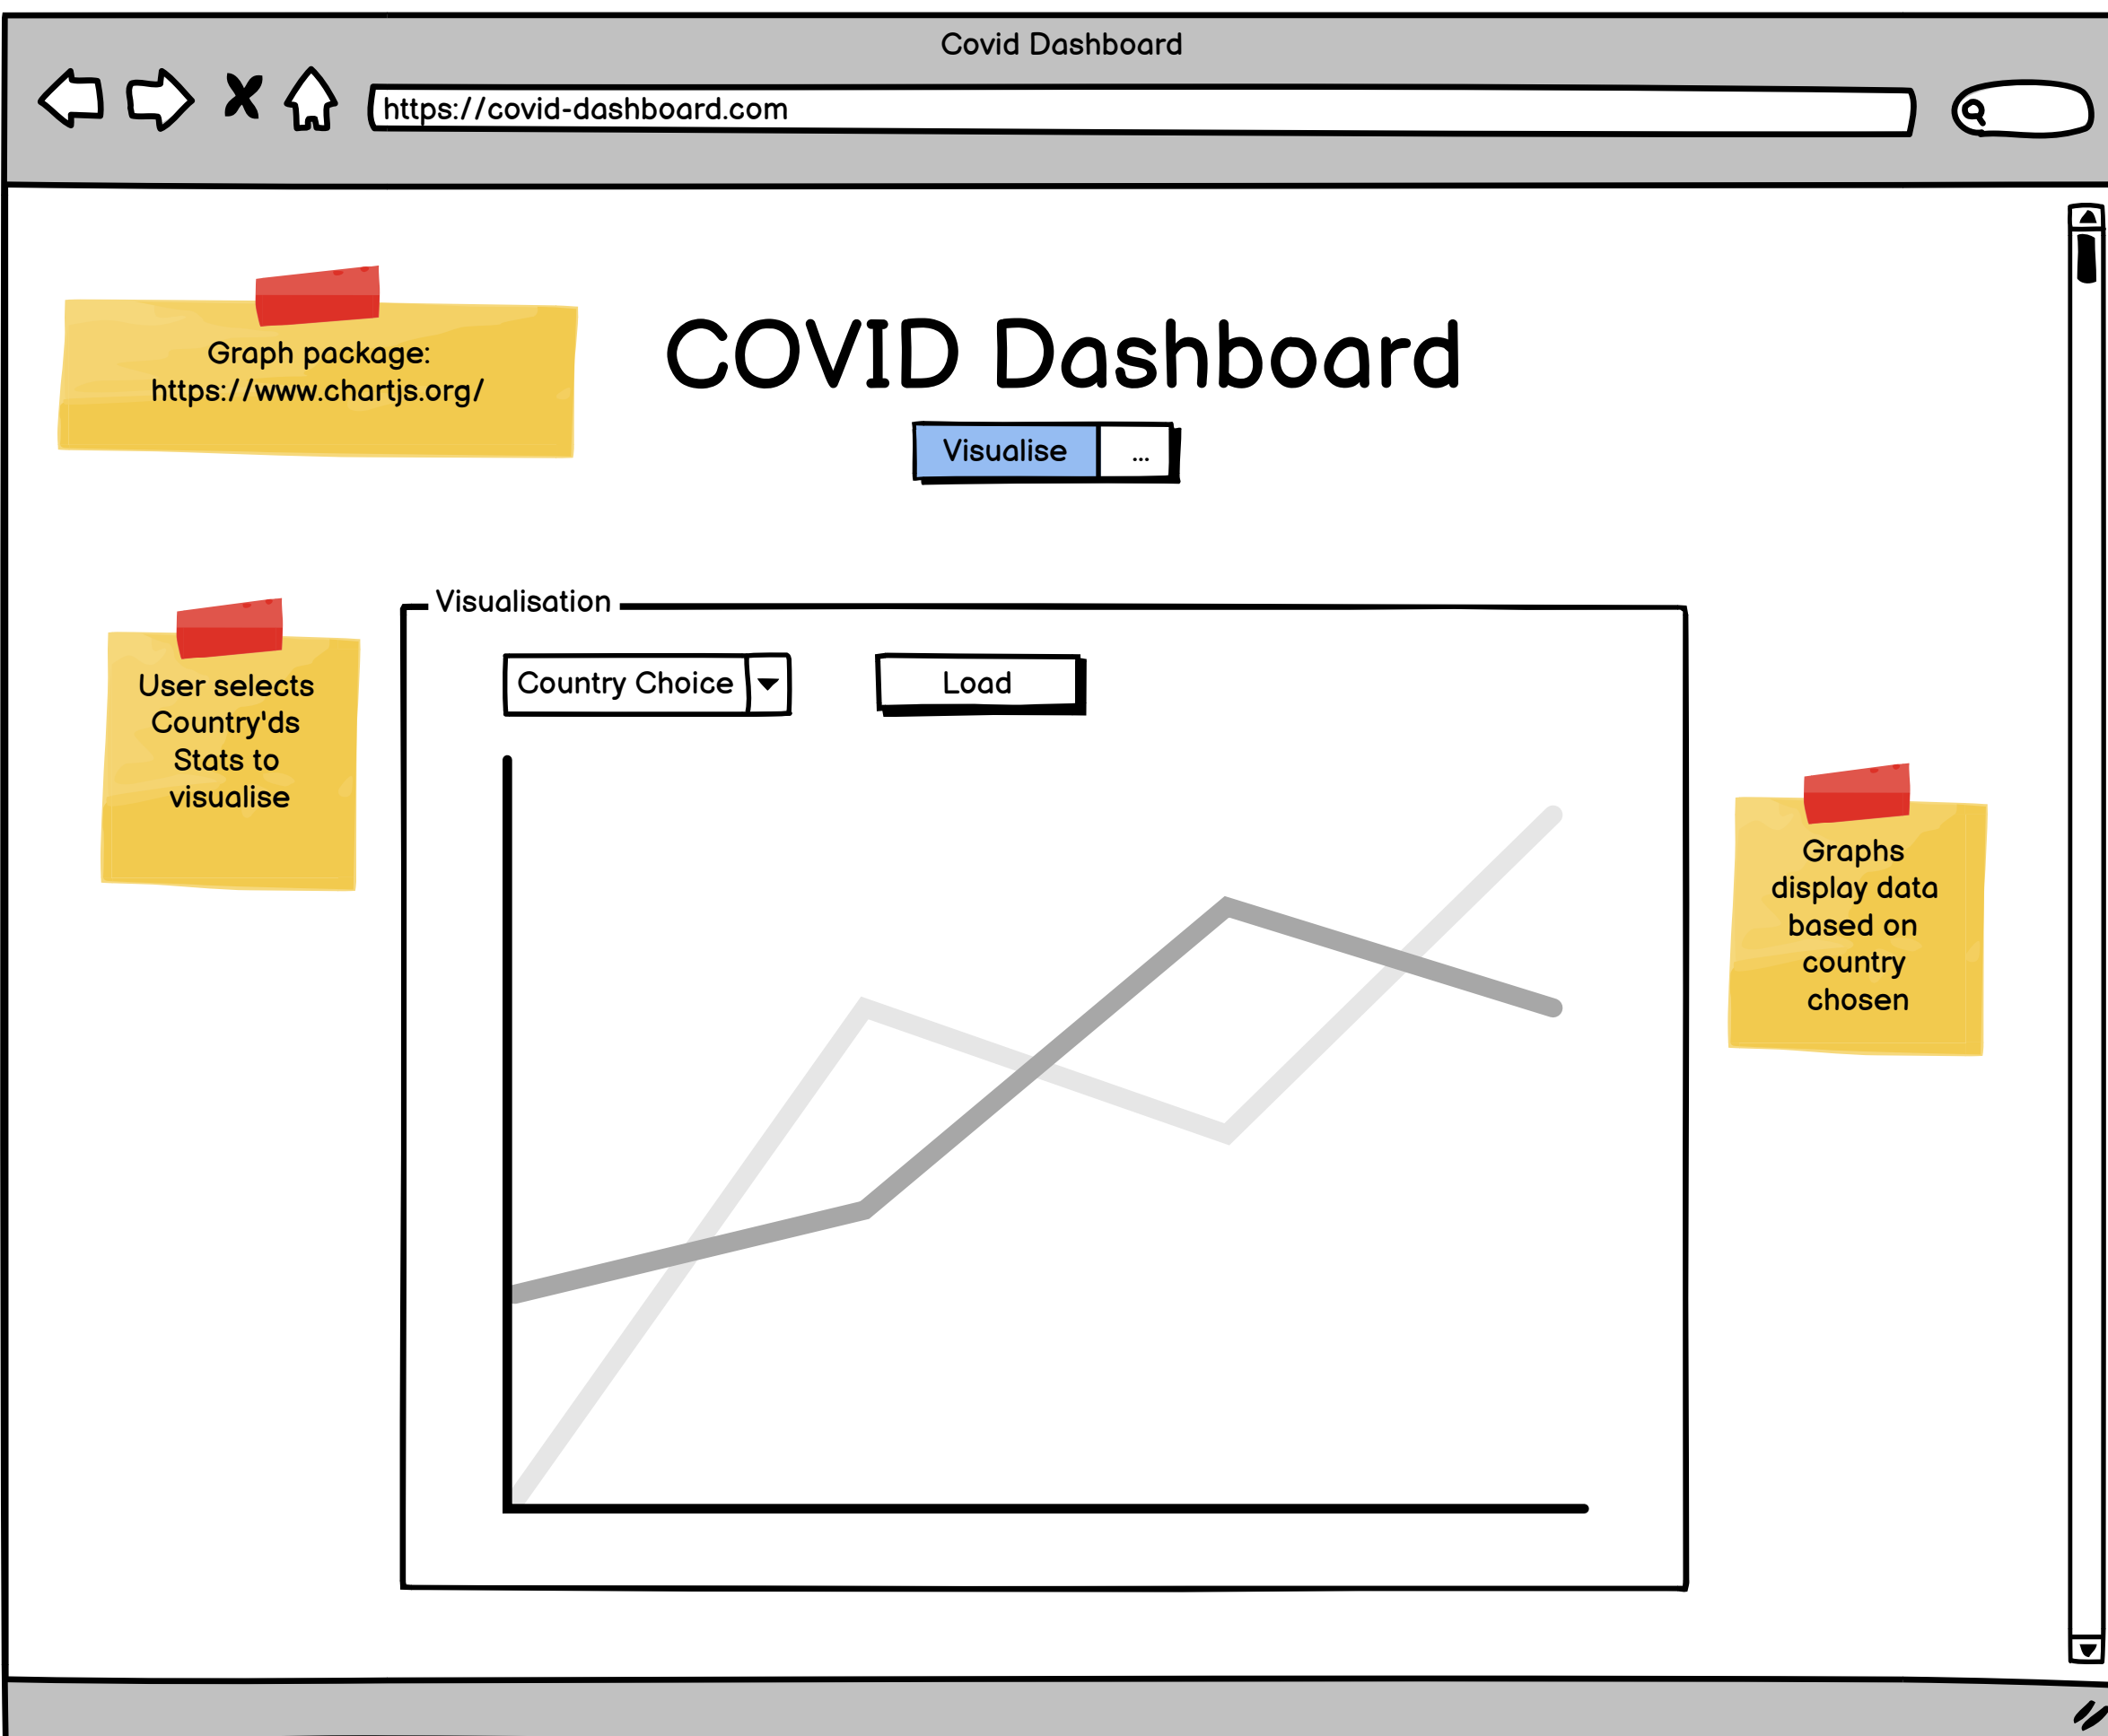 Covid Dashboard
https://covid-dashboard.com
Graph package:
https://www.chartjs.org/
COVID Dashboard
Visualise
...
Visualisation
Country Choice
Load
User selects
Country'ds
Stats to
visualise
Graphs
display data
based on
country
chosen